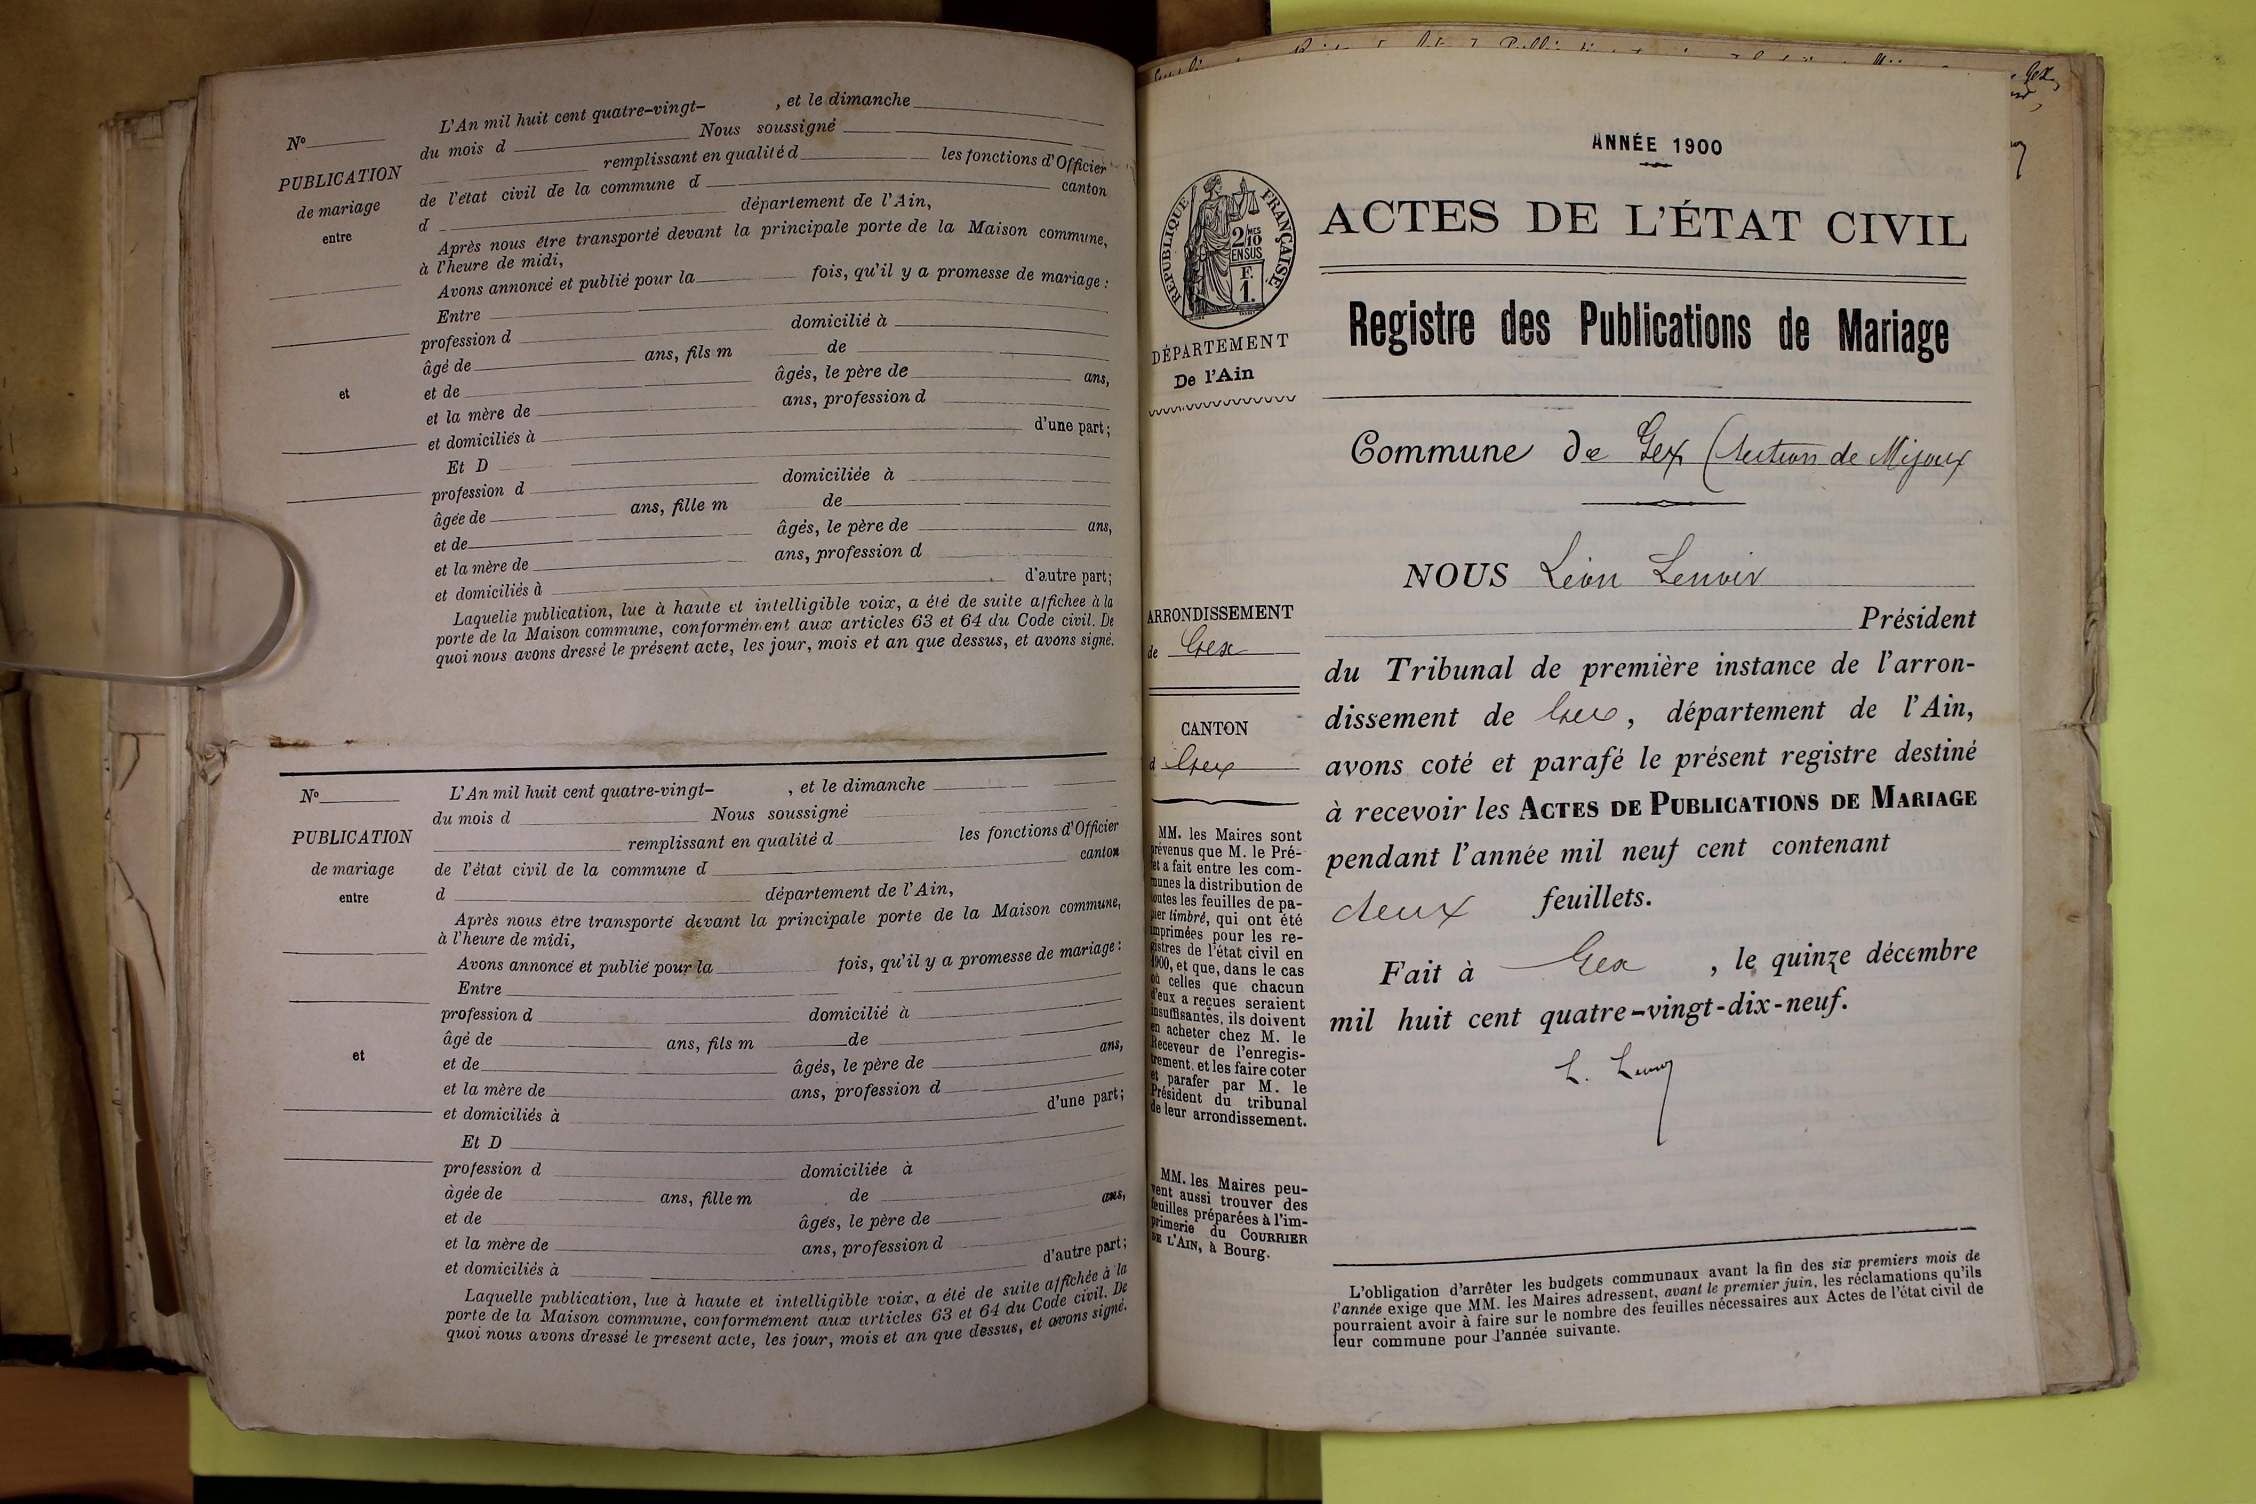 N°
PUBLICATION
de mariage
entre
et
L'An mil huit cent quatre-vingt- , et le dimanche
du mois d Nous soussigné
remplissant en qualité d les fonctions d'Officier
de l'état civil de la commune d canton
d département de l'Ain,
Après nous être transporté devant la principale porte de la Maison commune,
à l'heure de midi,
Avons annoncé et publié pour la fois, qu'il y a promesse de mariage :
Entre
profession d domicilié à
âgé de ans, fils m de
et de âgés, le père de ans,
et la mère de ans, profession d
et domiciliés à d'une part ;
Et D
profession d domiciliée à
âgée de ans, fille m de
et de âgés, le père de ans,
et la mère de ans, profession d
et domiciliés à d'autre part;
Laquelle publication, lue à haute et intelligible voix, a été de suite affichee à la
porte de la Maison commune, conformément aux articles 63 et 64 du Code civil. De
quoi nous avons dressé le présent acte, les jour, mois et an que dessus, et avons signé.
N°
PUBLICATION
de mariage
entre
et
L'An mil huit cent quatre-vingt- , et le dimanche
du mois d Nous soussigné
remplissant en qualité d les fonctions d'Officier
de l'état civil de la commune d canton
d département de l'Ain,
Après nous être transporté devant la principale porte de la Maison commune,
à l'heure de midi,
Avons annoncé et publié pour la fois, qu'il y a promesse de mariage :
Entre
profession d domicilié à
âgé de ans, fils m de
et de âgés, le père de ans,
et la mère de ans, profession d
et domiciliés à d'une part ;
Et D
profession d domiciliée à
âgée de ans, fille m de
et de âgés, le père de ans,
et la mère de ans, profession d
et domiciliés à d'autre part ;
Laquelle publication, lue à haute et intelligible voix, a été de suite affichée à la
porte de la Maison commune, conformément aux articles 63 et 64 du Code civil. De
quoi nous avons dressé le present acte, les jour, mois et an que dessus, et avons signé.
RÉPUBLIQUE FRANÇAISE
2/MES
10
EN SUS
F.
1.
DÉPARTEMENT
De l'Ain
ARRONDISSEMENT
de Gex
CANTON
d Gex
MM. les Maires sont
prévenus que M. le Pré-
fet a fait entre les com-
munes la distribution de
toutes les feuilles de pa-
pier timbré, qui ont été
imprimées pour les re-
gistres de l'état civil en
1900, et que, dans le cas
où celles que chacun
d'eux a reçues seraient
insuffisantes, ils doivent
en acheter chez M. le
Receveur de l'enregis-
trement, et les faire coter
et parafer par M. le
Président du tribunal
de leur arrondissement.
MM. les Maires peu-
vent aussi trouver des
feuilles préparées à l'im-
primerie du COURRIER
DE L'AIN, à Bourg.
ANNÉE 1900
ACTES DE L'ÉTAT CIVIL
Registre des Publications de Mariage
Commune de Gex (Section de Mijoux
NOUS Léon Lenoir
Président
du Tribunal de première instance de l'arron-
dissement de Gex, département de l'Ain,
avons coté et parafé le présent registre destiné
à recevoir les ACTES DE PUBLICATIONS DE MARIAGE
pendant l'année mil neuf cent contenant
deux feuillets.
Fait à Gex , le quinze décembre
mil huit cent quatre-vingt-dix-neuf.
L. Lenoir
L'obligation d'arrêter les budgets communaux avant la fin des six premiers mois de
l'année exige que MM. les Maires adressent, avant le premier juin, les réclamations qu'ils
pourraient avoir à faire sur le nombre des feuilles nécessaires aux Actes de l'état civil de
leur commune pour l'année suivante.
Gex,